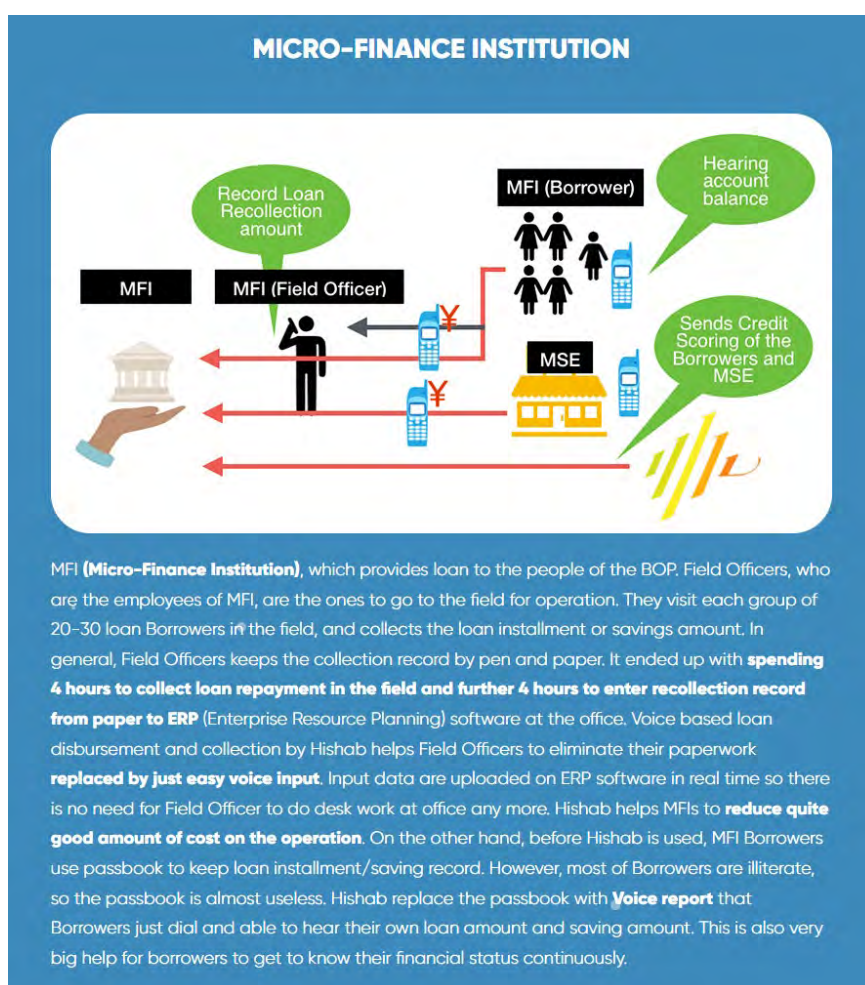 MICRO-FINANCE INSTITUTION
Record Loan
Recollection
amount
MFI (Borrower)
Hearing
account
balance
MFI
MFI (Field Officer)
¥
Sends Credit
Scoring of the
Borrowers and
MSE
MSE
¥
MFI (Micro-Finance Institution), which provides loan to the people of the BOP. Field Officers, who
are the employees of MFI, are the ones to go to the field for operation. They visit each group of
20-30 loan Borrowers in the field, and collects the loan installment or savings amount. In
general, Field Officers keeps the collection record by pen and paper. It ended up with spending
4 hours to collect loan repayment in the field and further 4 hours to enter recollection record
from paper to ERP (Enterprise Resource Planning) software at the office. Voice based loan
disbursement and collection by Hishab helps Field Officers to eliminate their paperwork
replaced by just easy voice input. Input data are uploaded on ERP software in real time so there
is no need for Field Officer to do desk work at office any more. Hishab helps MFIs to reduce quite
good amount of cost on the operation. On the other hand, before Hishab is used, MFI Borrowers
use passbook to keep loan installment/saving record. However, most of Borrowers are illiterate,
so the passbook is almost useless. Hishab replace the passbook with Voice report that
Borrowers just dial and able to hear their own loan amount and saving amount. This is also very
big help for borrowers to get to know their financial status continuously.